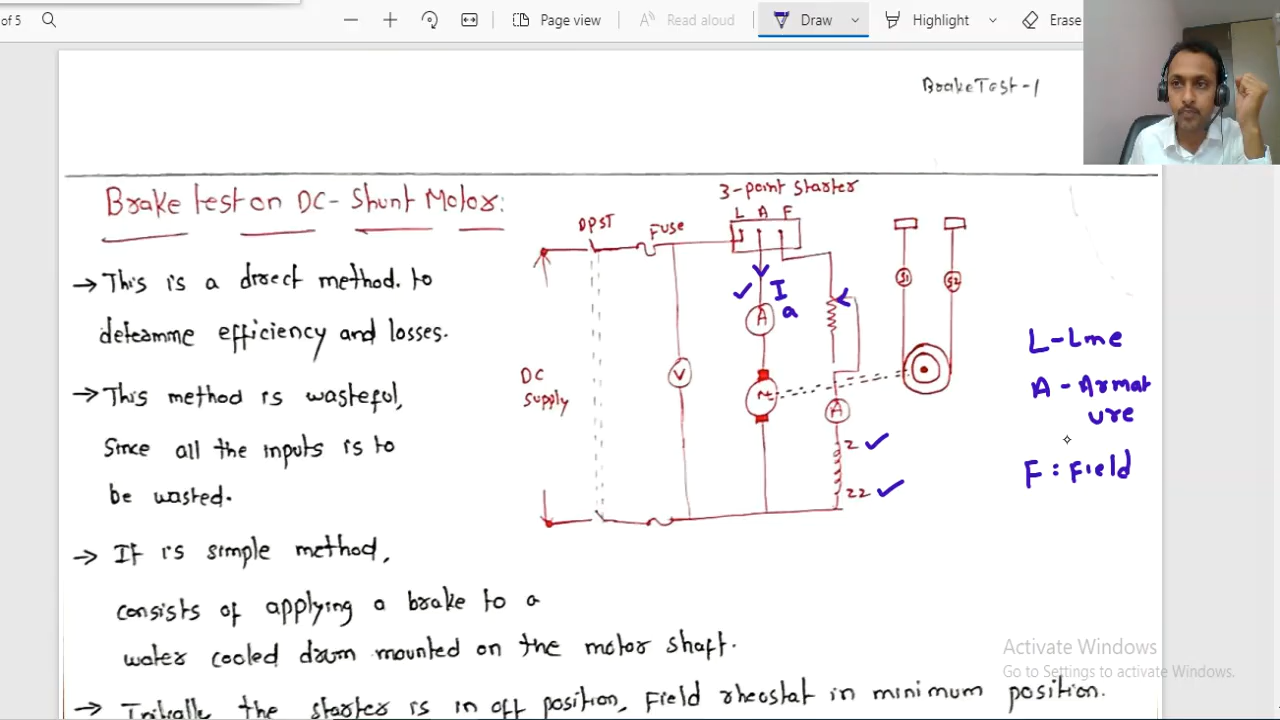 of 5
Page view
Read aloud
Draw
Highlight
Erase
BrakeTest-1
Brake test on DC-Shunt Motor:
→ This is a direct method. to
determine efficiency and losses.
→ This method is wasteful,
Since all the inputs is to
be wasted.
→ It is simple method,
consists of applying a brake to a
water cooled drum mounted on the motor shaft.
→ Initially the starter is in off position, Field rheostat in minimum position.
3-point starter
L A F
DPST
Fuse
I
a
A
V
M
A
DC
Supply
2
22
S1
S2
L-Line
A - Armat
ure
F : Field
Activate Windows
Go to Settings to activate Windows.